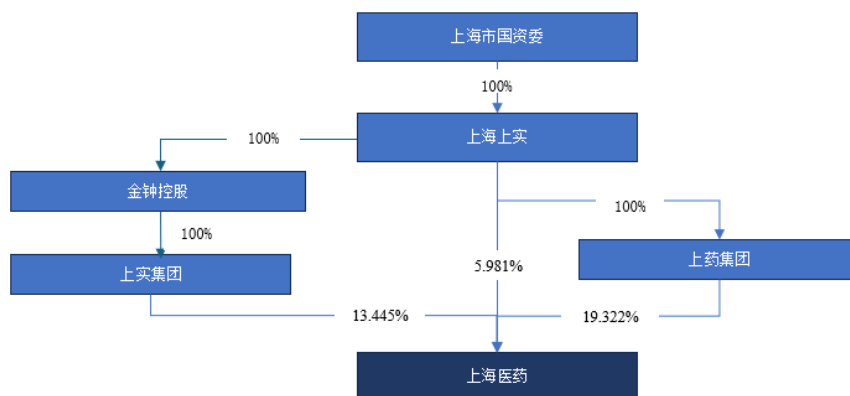 上海市国资委
100%
上海上实
100%
金钟控股
100%
100%
上实集团
5.981%
上药集团
13.445%
19.322%
上海医药